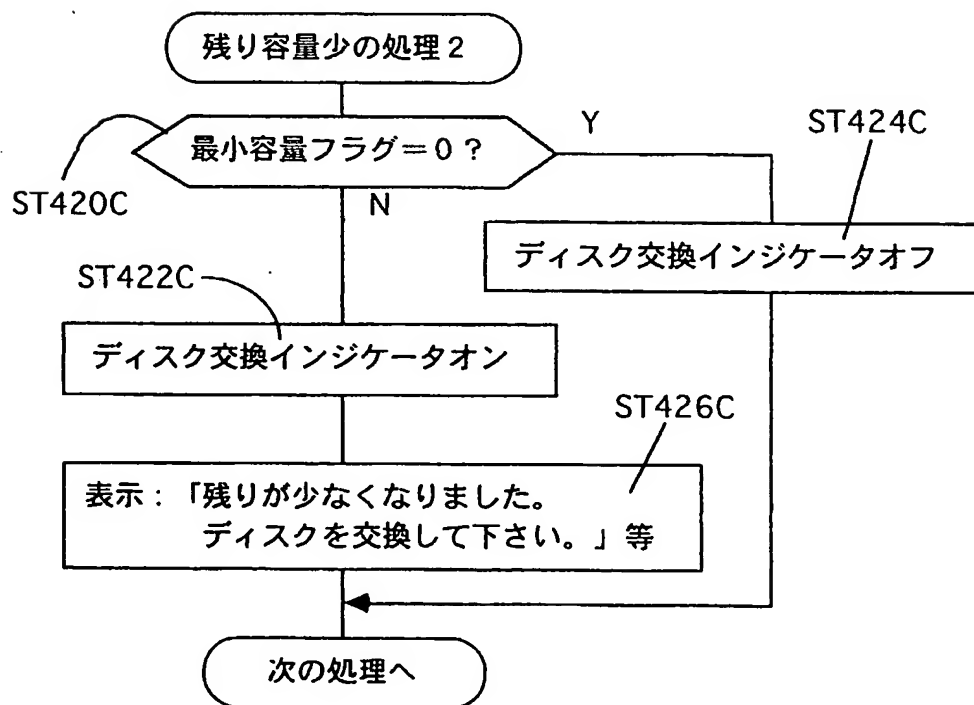 残り容量少の処理2
最小容量フラグ=0?
Y
ST424C
ST420C
N
ディスク交換インジケータオフ
ST422C
ディスク交換インジケータオン
ST426C
表示:「残りが少なくなりました。
ディスクを交換して下さい。」等
次の処理へ